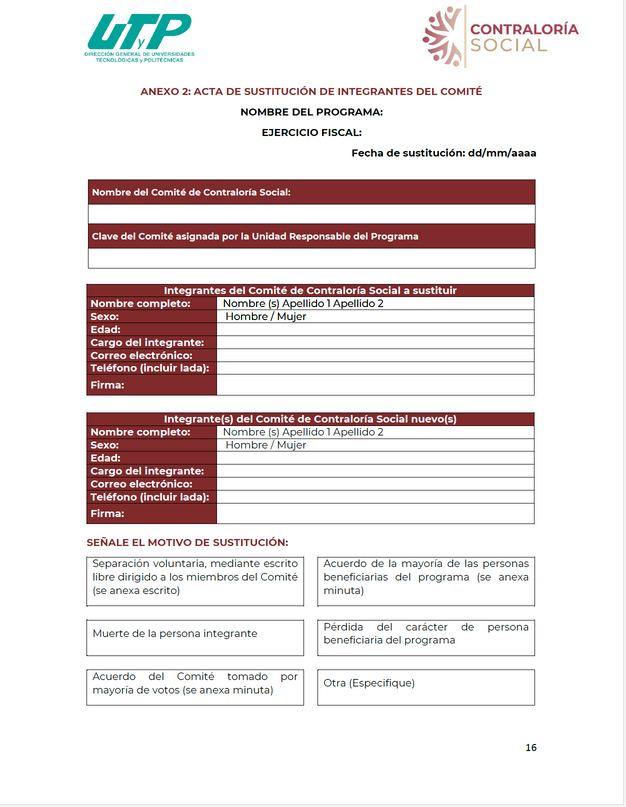 UTyP
DIRECCIÓN GENERAL DE UNIVERSIDADES
TECNOLÓGICAS y POLITÉCNICAS
CONTRALORÍA
SOCIAL
ANEXO 2: ACTA DE SUSTITUCIÓN DE INTEGRANTES DEL COMITÉ
NOMBRE DEL PROGRAMA:
EJERCICIO FISCAL:
Fecha de sustitución: dd/mm/aaaa
Nombre del Comité de Contraloría Social:
Clave del Comité asignada por la Unidad Responsable del Programa
Integrantes del Comité de Contraloría Social a sustituir
Nombre completo: Nombre (s) Apellido 1 Apellido 2
Sexo: Hombre / Mujer
Edad:
Cargo del integrante:
Correo electrónico:
Teléfono (incluir lada):
Firma:
Integrante(s) del Comité de Contraloría Social nuevo(s)
Nombre completo: Nombre (s) Apellido 1 Apellido 2
Sexo: Hombre / Mujer
Edad:
Cargo del integrante:
Correo electrónico:
Teléfono (incluir lada):
Firma:
SEÑALE EL MOTIVO DE SUSTITUCIÓN:
Separación voluntaria, mediante escrito
libre dirigido a los miembros del Comité
(se anexa escrito)
Acuerdo de la mayoría de las personas
beneficiarias del programa (se anexa
minuta)
Muerte de la persona integrante
Pérdida del carácter de persona
beneficiaria del programa
Acuerdo del Comité tomado por
mayoría de votos (se anexa minuta)
Otra (Especifique)
16